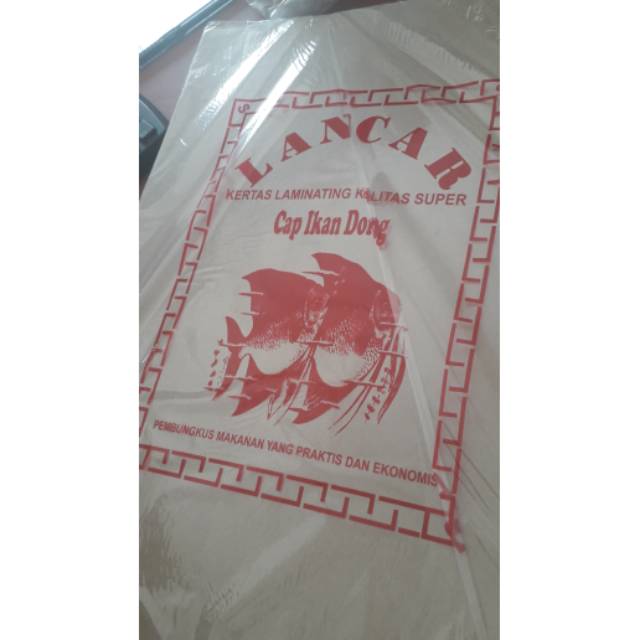 LANCAR
KERTAS LAMINATING KALITAS SUPER
Cap Ikan Dong
PEMBUNGKUS MAKANAN YANG PRAKTIS DAN EKONOMIS